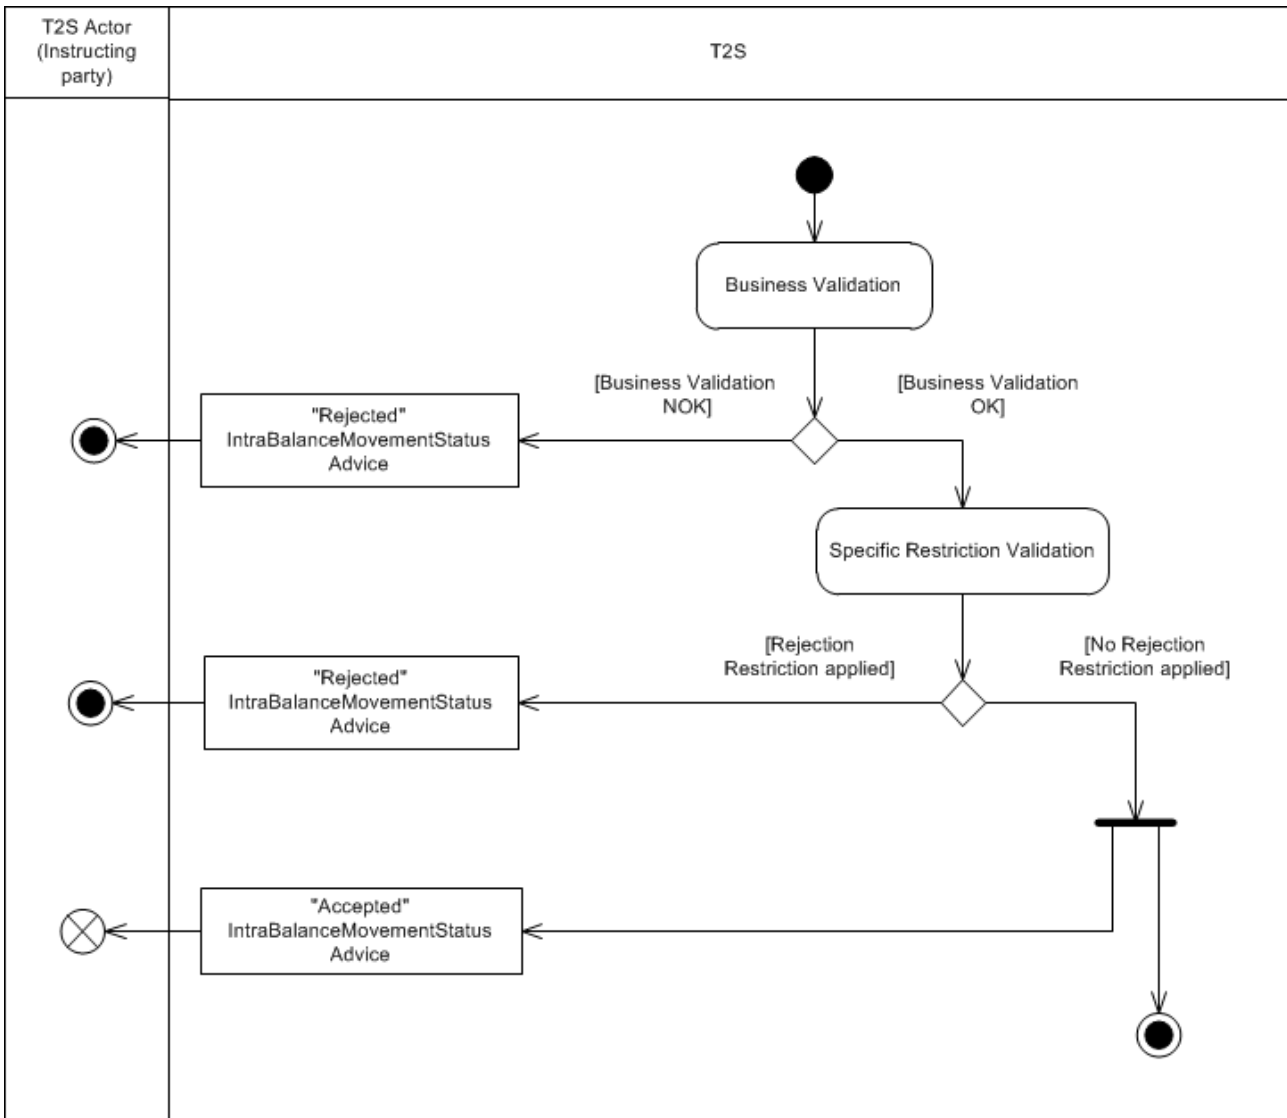 T2S Actor
(Instructing
party)
T2S
Business Validation
[Business Validation
NOK]
[Business Validation
OK]
"Rejected"
IntraBalanceMovementStatus
Advice
Specific Restriction Validation
[Rejection
Restriction applied]
[No Rejection
Restriction applied]
"Rejected"
IntraBalanceMovementStatus
Advice
"Accepted"
IntraBalanceMovementStatus
Advice